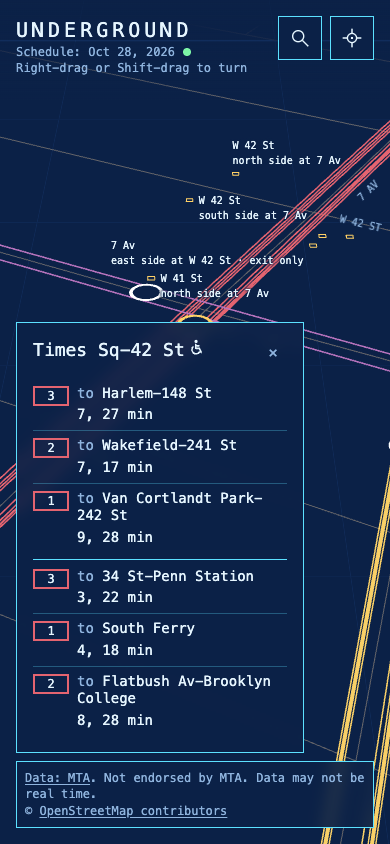 UNDERGROUND
Schedule: Oct 28, 2026
Right-drag or Shift-drag to turn
W 42 St
north side at 7 Av
7 AV
W 42 St
south side at 7 Av
W 42 ST
7 Av
east side at W 42 St · exit only
W 41 St
north side at 7 Av
Times Sq–42 St
×
3 to Harlem–148 St
7, 27 min
2 to Wakefield–241 St
7, 17 min
1 to Van Cortlandt Park–
242 St
9, 28 min
3 to 34 St–Penn Station
3, 22 min
1 to South Ferry
4, 18 min
2 to Flatbush Av–Brooklyn
College
8, 28 min
Data: MTA. Not endorsed by MTA. Data may not be
real time.
© OpenStreetMap contributors